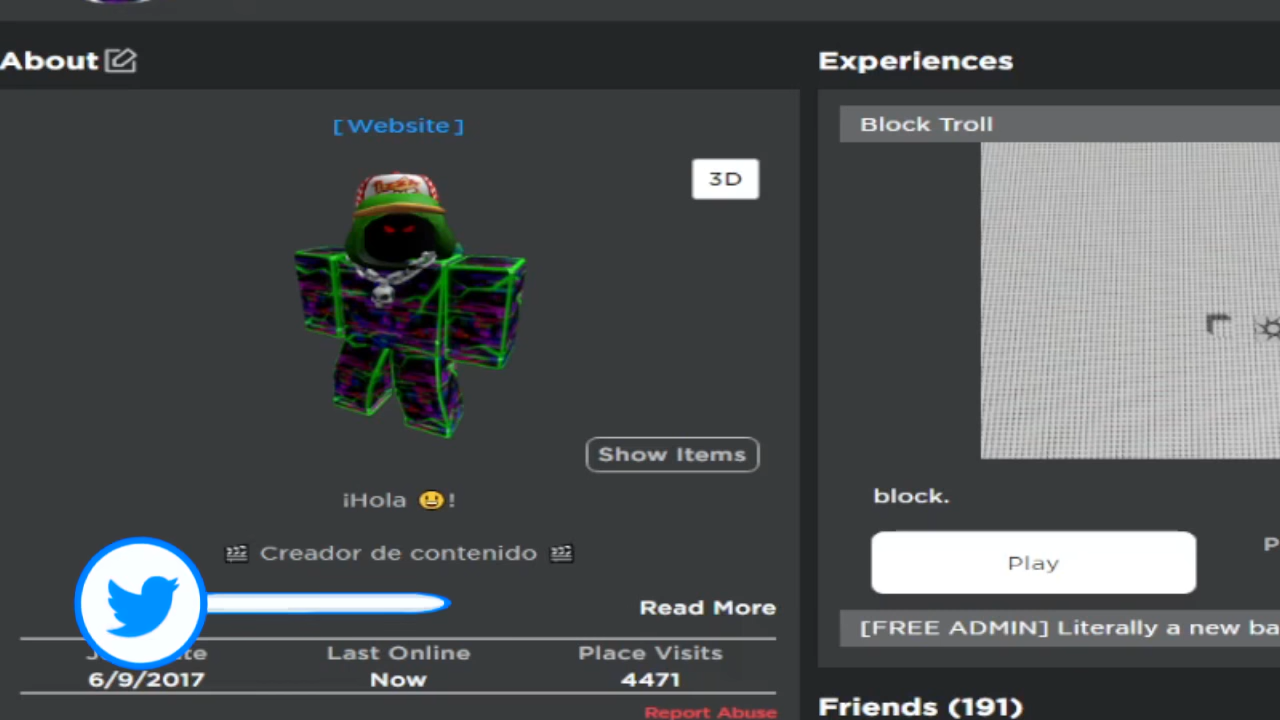 About
[ Website ]
3D
Show Items
¡Hola 😃!
🎬 Creador de contenido 🎬
Read More
Last Online
Place Visits
6/9/2017
Now
4471
Report Abuse
Experiences
Block Troll
block.
Play
[FREE ADMIN] Literally a new ba
Friends (191)